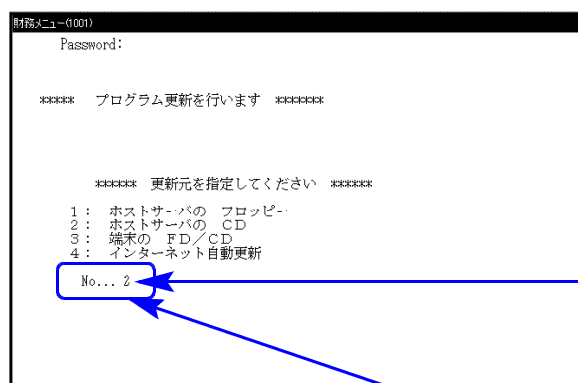 財務メニュー(1001)
Password:
***** プログラム更新を行います *******
****** 更新元を指定してください ******
1: ホストサーバの フロッピー
2: ホストサーバの CD
3: 端末の FD/CD
4: インターネット自動更新
No... 2